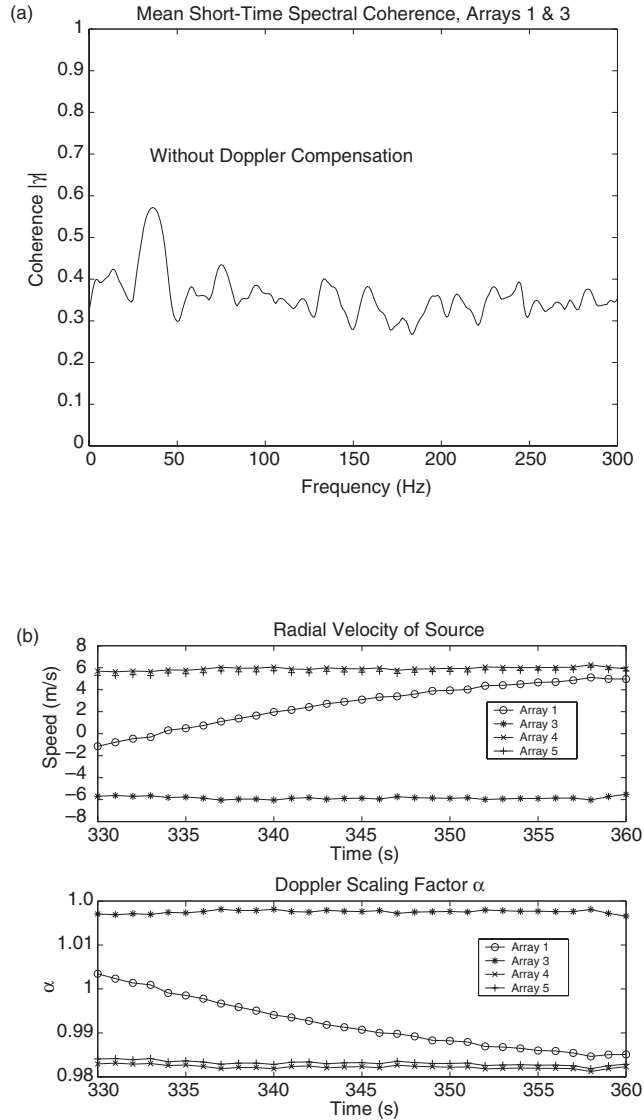 (a)
Mean Short-Time Spectral Coherence, Arrays 1 & 3
1
0.9
0.8
0.7
0.6
0.5
0.4
0.3
0.2
0.1
0
Coherence |γ|
Without Doppler Compensation
0 50 100 150 200 250 300
Frequency (Hz)
(b)
Radial Velocity of Source
8
6
4
2
0
−2
−4
−6
−8
Speed (m/s)
Array 1
Array 3
Array 4
Array 5
330 335 340 345 350 355 360
Time (s)
Doppler Scaling Factor α
1.0
1.01
1
0.99
0.98
α
Array 1
Array 3
Array 4
Array 5
330 335 340 345 350 355 360
Time (s)